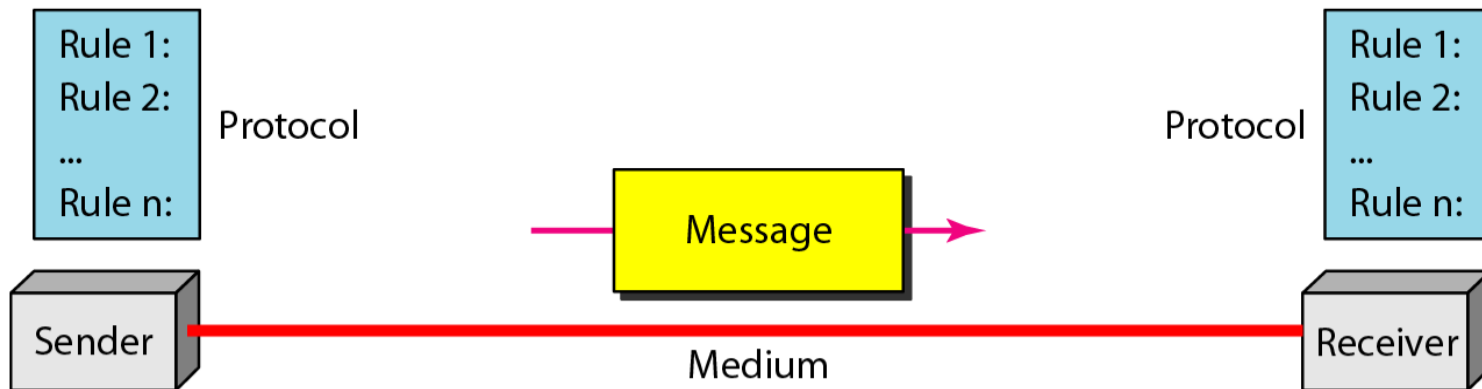 Rule 1:
Rule 2:
...
Rule n:
Protocol
Message
Protocol
Rule 1:
Rule 2:
...
Rule n:
Sender
Medium
Receiver